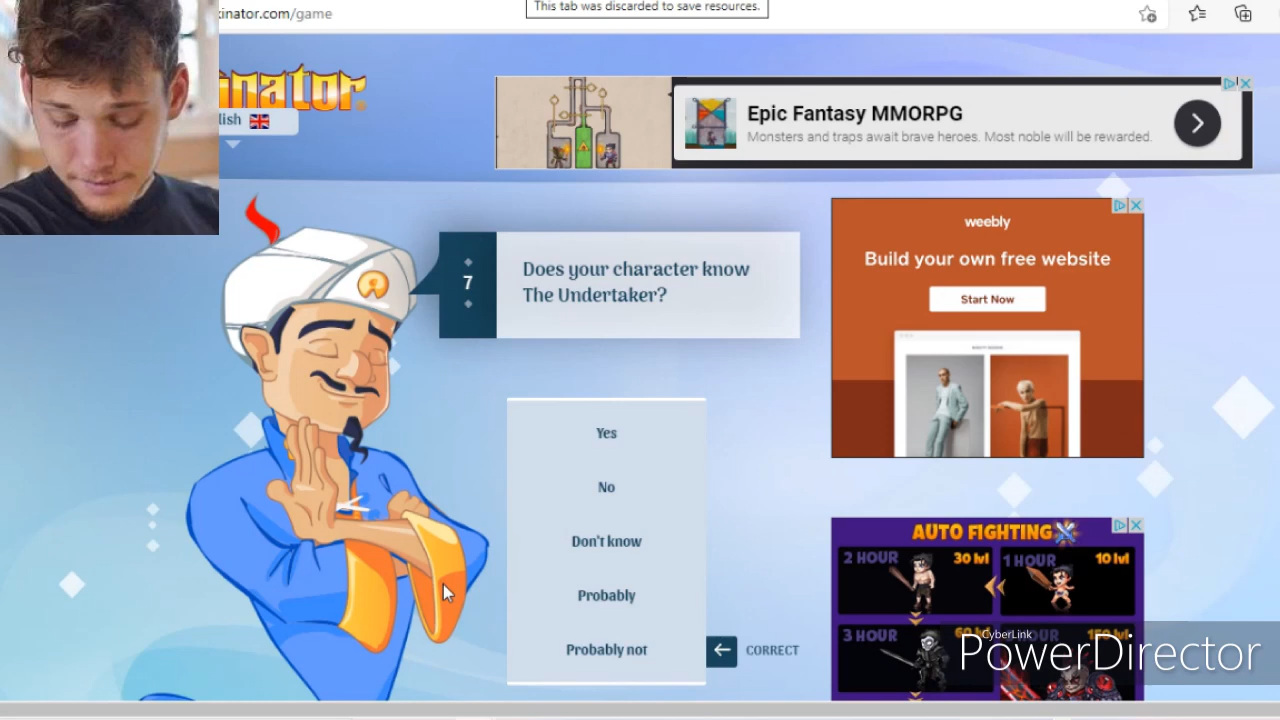 kinator.com/game
This tab was discarded to save resources.
inator
lish
Epic Fantasy MMORPG
Monsters and traps await brave heroes. Most noble will be rewarded.
7
Does your character know
The Undertaker?
weebly
Build your own free website
Start Now
Yes
No
Don't know
Probably
Probably not
CORRECT
AUTO FIGHTING
2 HOUR
30 lvl
1 HOUR
10 lvl
3 HOUR
CyberLink
PowerDirector